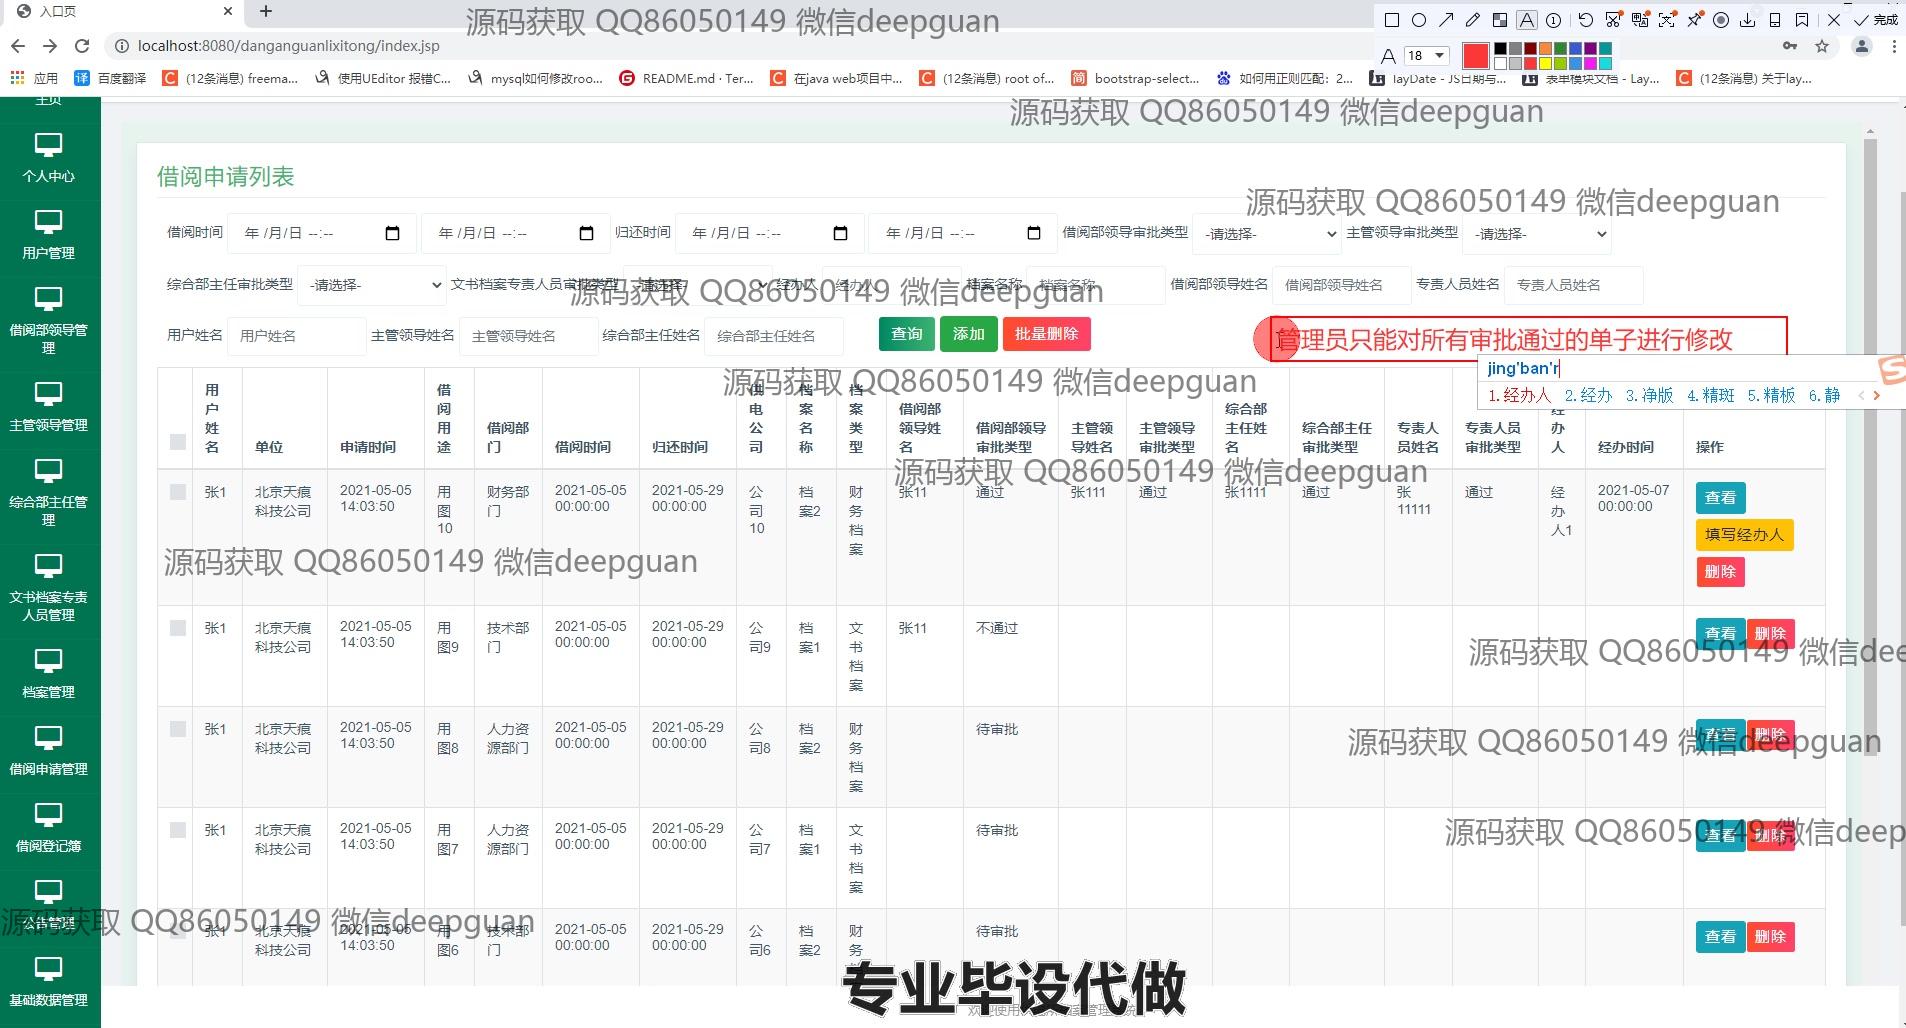 入口页
源码获取 QQ86050149 微信deepguan
完成
localhost:8080/danganguanlixitong/index.jsp
18
应用
百度翻译
(12条消息) freema...
使用UEditor 报错C...
mysql如何修改roo...
README.md · Ter...
在java web项目中...
(12条消息) root of...
bootstrap-select...
如何用正则匹配：2...
layDate - JS日期与...
表单模块文档 - Lay...
(12条消息) 关于lay...
源码获取 QQ86050149 微信deepguan
主页
个人中心
用户管理
借阅部领导管理
主管领导管理
综合部主任管理
文书档案专责人员管理
档案管理
借阅申请管理
借阅登记簿
公告管理
基础数据管理
借阅申请列表
源码获取 QQ86050149 微信deepguan
借阅时间 年 /月/日 --:-- 年 /月/日 --:-- 归还时间 年 /月/日 --:-- 年 /月/日 --:-- 借阅部领导审批类型 -请选择- 主管领导审批类型 -请选择-
综合部主任审批类型 -请选择- 文书档案专责人员审批类型 -请选择- 经办人 经办人 档案名称 档案名称 借阅部领导姓名 借阅部领导姓名 专责人员姓名 专责人员姓名
源码获取 QQ86050149 微信deepguan
用户姓名 用户姓名 主管领导姓名 主管领导姓名 综合部主任姓名 综合部主任姓名 查询 添加 批量删除
管理员只能对所有审批通过的单子进行修改
jing'ban'r
1.经办人 2.经办 3.净版 4.精斑 5.精板 6.静
源码获取 QQ86050149 微信deepguan
用户姓名 单位 申请时间 借阅用途 借阅部门 借阅时间 归还时间 供电公司 档案名称 档案类型 借阅部领导姓名 借阅部领导审批类型 主管领导姓名 主管领导审批类型 综合部主任姓名 综合部主任审批类型 专责人员姓名 专责人员审批类型 经办人 经办时间 操作
源码获取 QQ86050149 微信deepguan
张1 北京天痕科技公司 2021-05-05 14:03:50 用图10 财务部门 2021-05-05 00:00:00 2021-05-29 00:00:00 公司10 档案2 财务档案 张11 通过 张111 通过 张1111 通过 张11111 通过 经办人1 2021-05-07 00:00:00 查看 填写经办人 删除
源码获取 QQ86050149 微信deepguan
张1 北京天痕科技公司 2021-05-05 14:03:50 用图9 技术部门 2021-05-05 00:00:00 2021-05-29 00:00:00 公司9 档案1 文书档案 张11 不通过 查看 删除
源码获取 QQ86050149 微信dee
张1 北京天痕科技公司 2021-05-05 14:03:50 用图8 人力资源部门 2021-05-05 00:00:00 2021-05-29 00:00:00 公司8 档案2 财务档案 待审批 查看 删除
源码获取 QQ86050149 微信deepguan
张1 北京天痕科技公司 2021-05-05 14:03:50 用图7 人力资源部门 2021-05-05 00:00:00 2021-05-29 00:00:00 公司7 档案1 文书档案 待审批 查看 删除
源码获取 QQ86050149 微信deep
张1 北京天痕科技公司 2021-05-05 14:03:50 用图6 技术部门 2021-05-05 00:00:00 2021-05-29 00:00:00 公司6 档案2 财务 待审批 查看 删除
源码获取 QQ86050149 微信deepguan
专业毕设代做